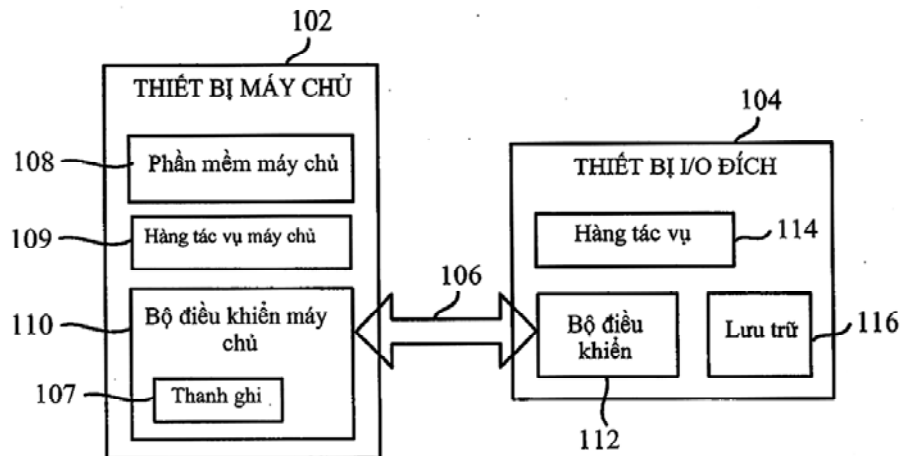 102
THIẾT BỊ MÁY CHỦ
108
Phần mềm máy chủ
109
Hàng tác vụ máy chủ
110
Bộ điều khiển máy
chủ
107
Thanh ghi
106
104
THIẾT BỊ I/O ĐÍCH
Hàng tác vụ
114
Bộ điều
khiển
112
Lưu trữ
116